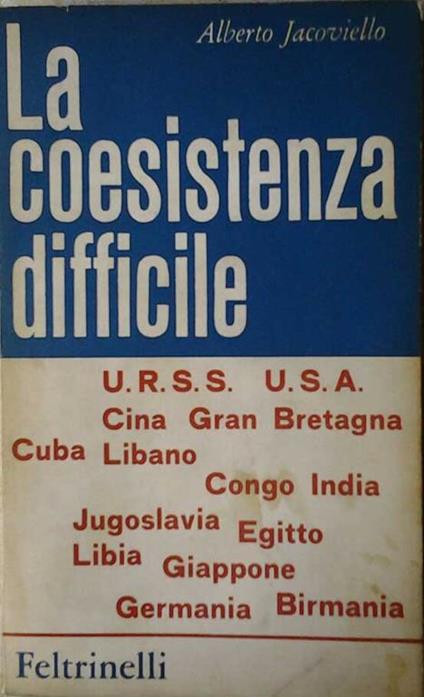 Alberto Jacoviello
La
coesistenza
difficile
U.R.S.S. U.S.A.
Cina Gran Bretagna
Cuba Libano
Congo India
Jugoslavia Egitto
Libia Giappone
Germania Birmania
Feltrinelli